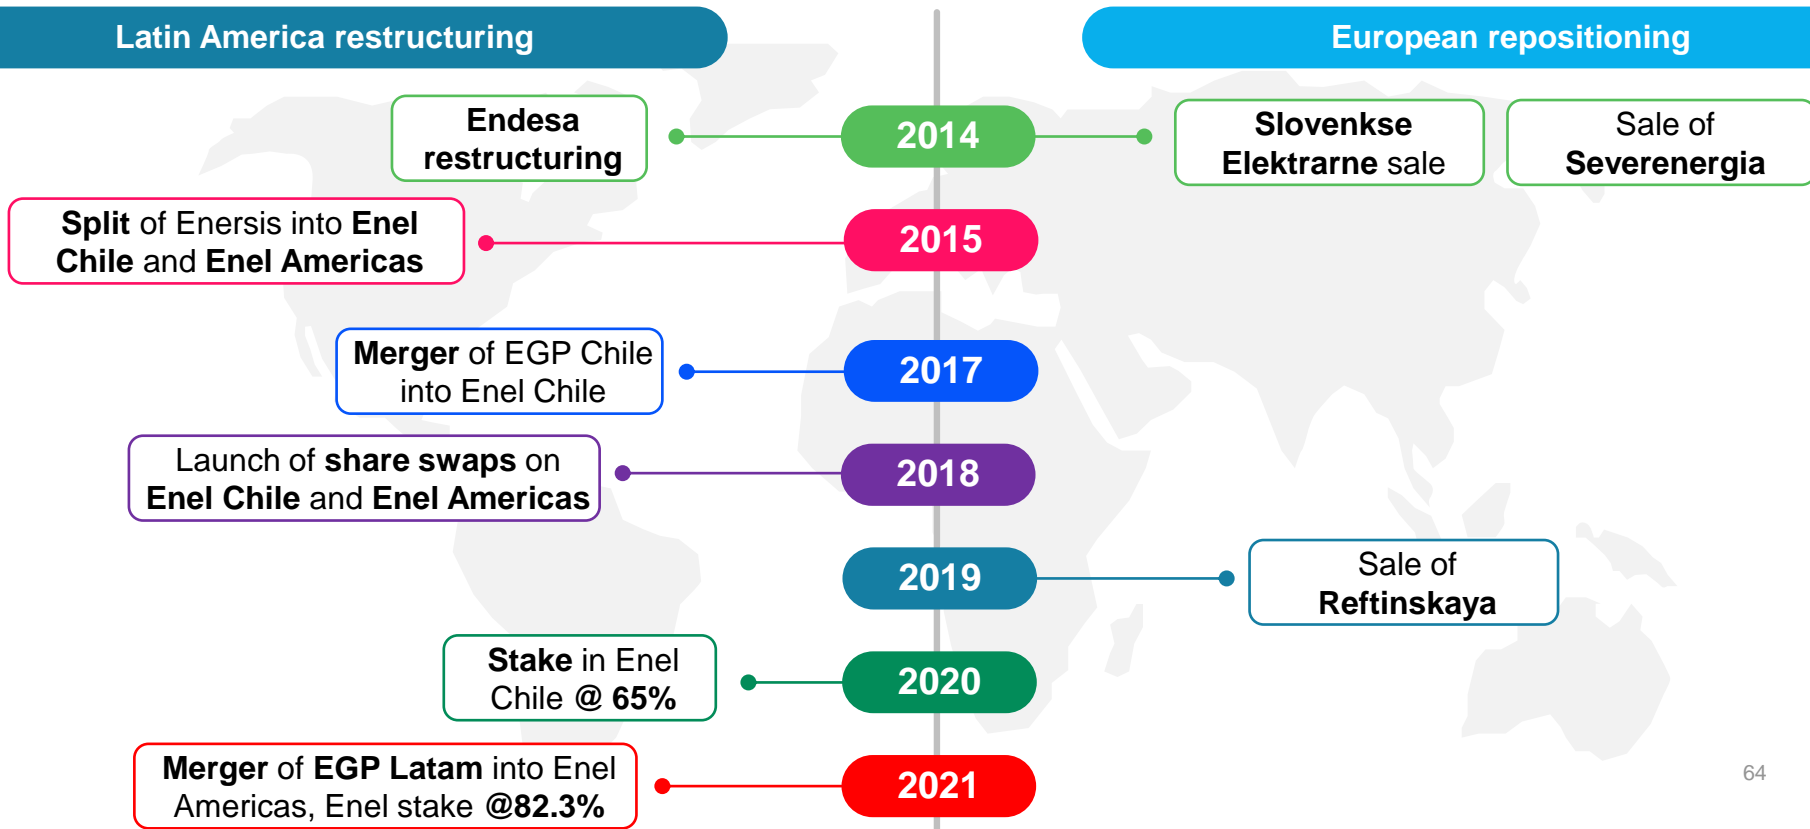 Latin America restructuring
European repositioning
Endesa
restructuring
2014
Slovenkse
Elektrarne sale
Sale of
Severenergia
Split of Enersis into Enel
Chile and Enel Americas
2015
Merger of EGP Chile
into Enel Chile
2017
Launch of share swaps on
Enel Chile and Enel Americas
2018
2019
Sale of
Reftinskaya
Stake in Enel
Chile @ 65%
2020
Merger of EGP Latam into Enel
Americas, Enel stake @82.3%
2021
64